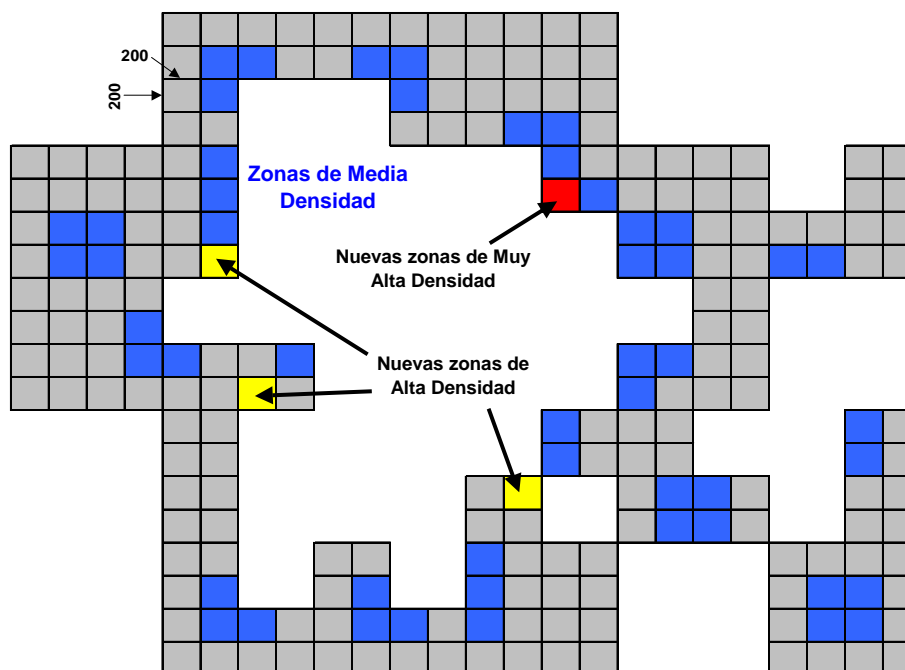 200
200
Zonas de Media
Densidad
Nuevas zonas de Muy
Alta Densidad
Nuevas zonas de
Alta Densidad